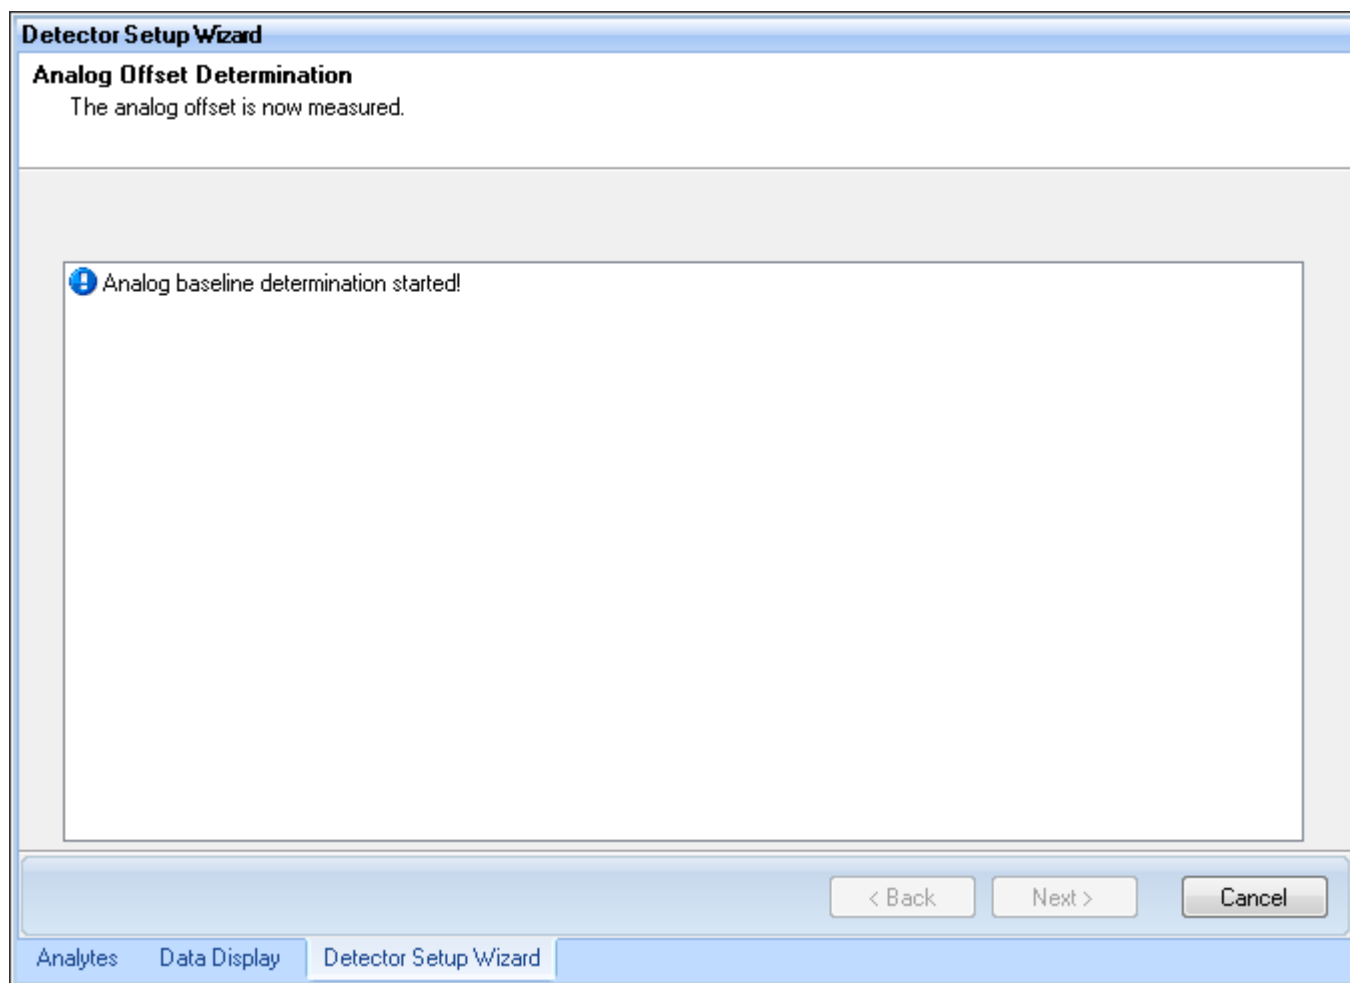 Detector Setup Wizard
Analog Offset Determination
The analog offset is now measured.
Analog baseline determination started!
< Back Next > Cancel
Analytes Data Display Detector Setup Wizard